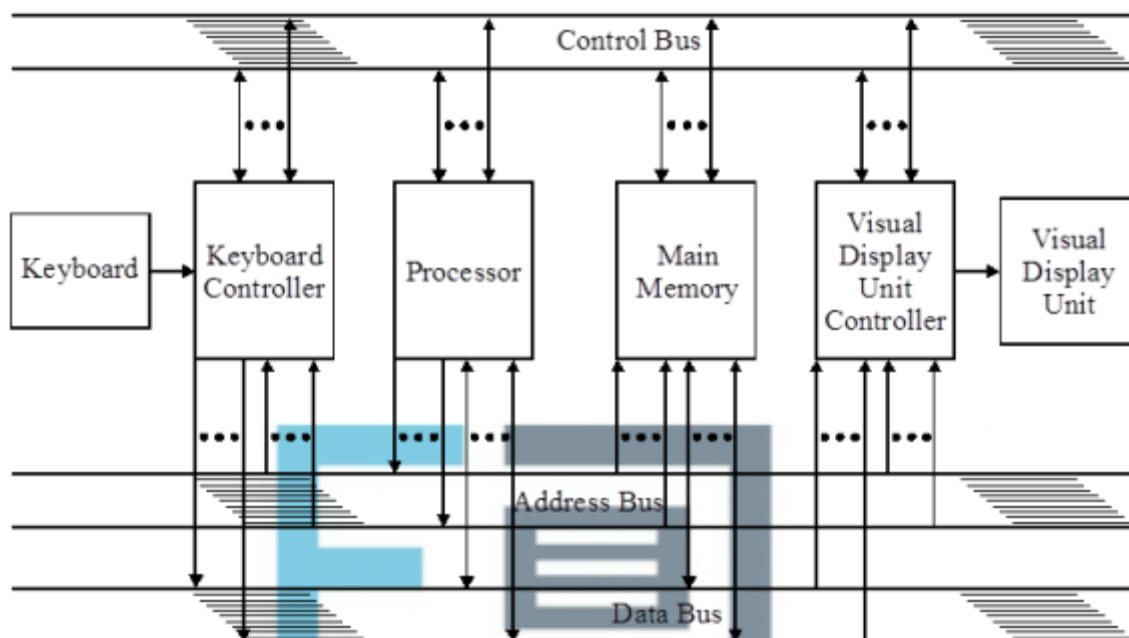 Control Bus
Keyboard
Keyboard
Controller
Processor
Main
Memory
Visual
Display
Unit
Controller
Visual
Display
Unit
Address Bus
Data Bus